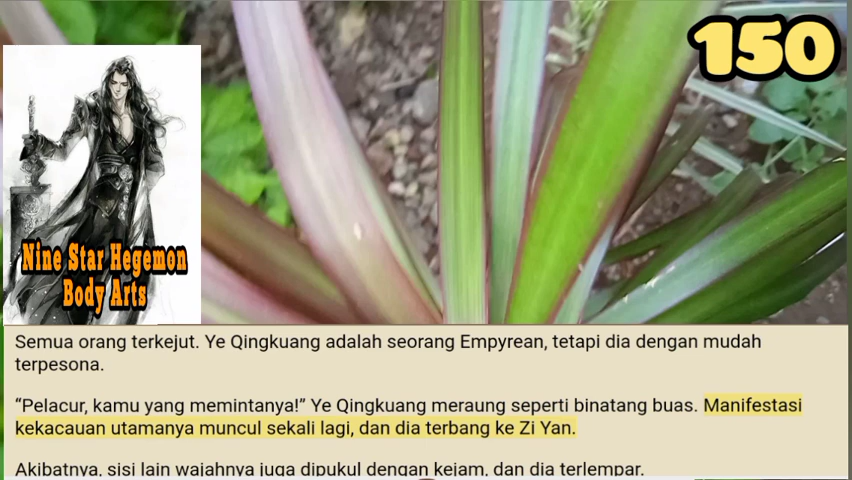 150
Nine Star Hegemon
Body Arts
Semua orang terkejut. Ye Qingkuang adalah seorang Empyrean, tetapi dia dengan mudah
terpesona.
“Pelacur, kamu yang memintanya!” Ye Qingkuang meraung seperti binatang buas. Manifestasi
kekacauan utamanya muncul sekali lagi, dan dia terbang ke Zi Yan.
Akibatnya, sisi lain wajahnya juga dipukul dengan kejam, dan dia terlempar.